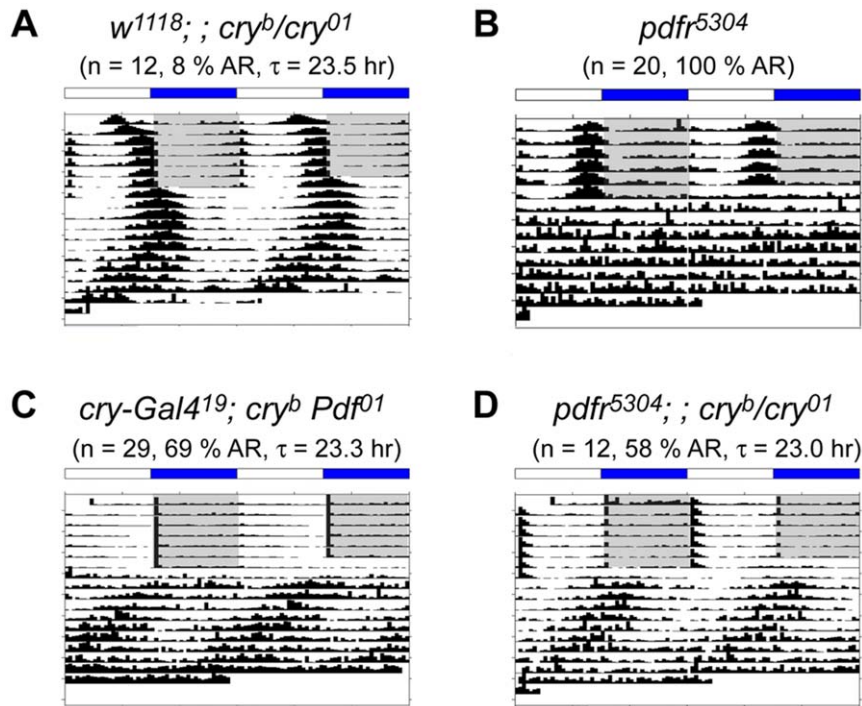 A
w1118; ; cryb/cry01
(n = 12, 8 % AR, τ = 23.5 hr)
B
pdfr5304
(n = 20, 100 % AR)
C
cry-Gal419; cryb Pdf01
(n = 29, 69 % AR, τ = 23.3 hr)
D
pdfr5304; ; cryb/cry01
(n = 12, 58 % AR, τ = 23.0 hr)